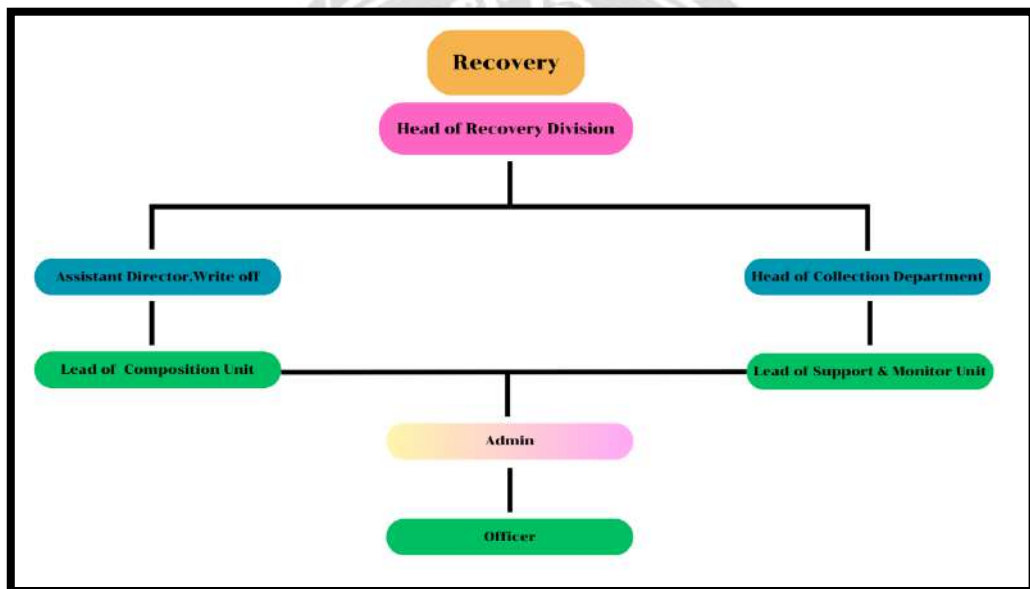 Recovery
Head of Recovery Division
Assistant Director.Write off
Head of Collection Department
Lead of Composition Unit
Lead of Support & Monitor Unit
Admin
Officer